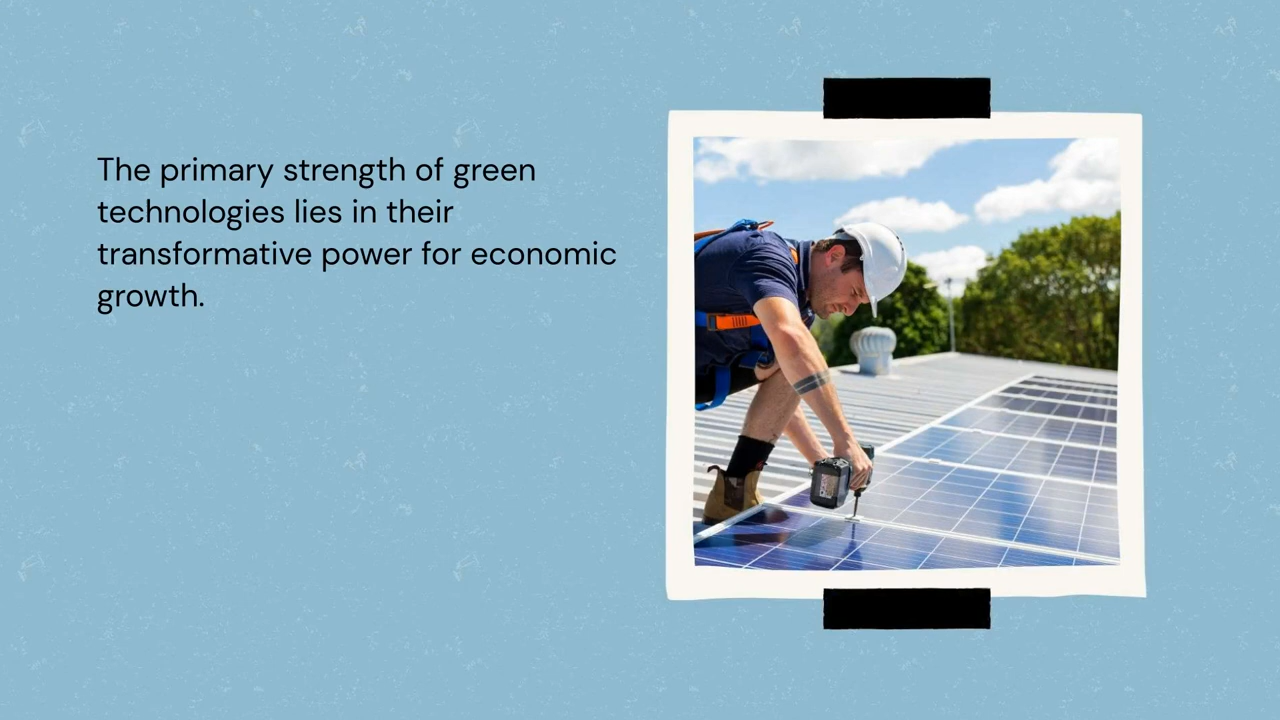 The primary strength of green
technologies lies in their
transformative power for economic
growth.